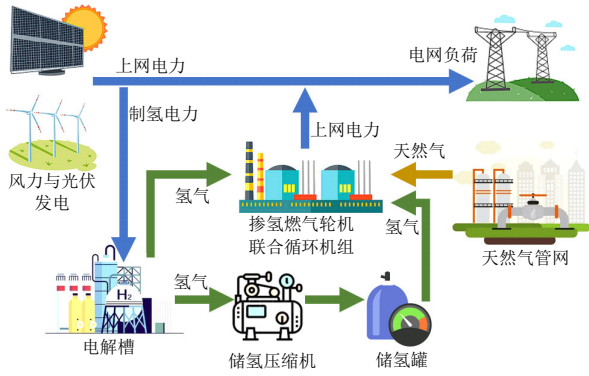 上网电力
电网负荷
制氢电力
上网电力
风力与光伏
发电
天然气
氢气
掺氢燃气轮机
联合循环机组
氢气
天然气管网
H2
氢气
电解槽
储氢压缩机
储氢罐